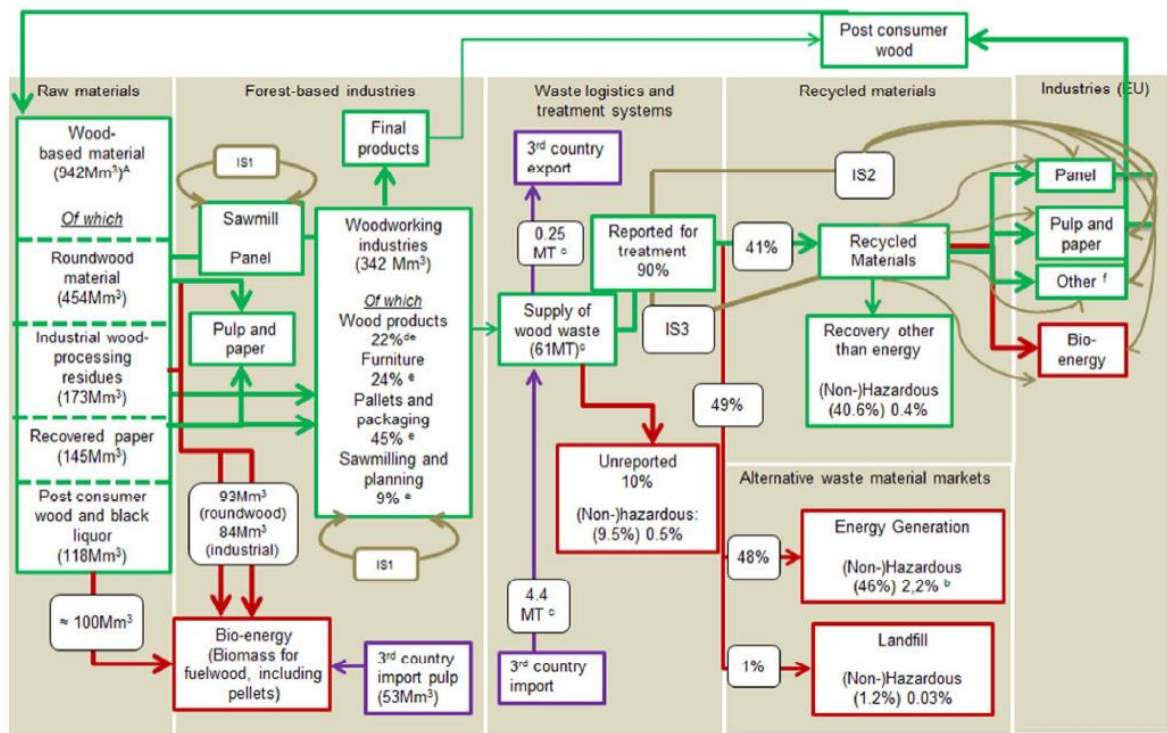 Post consumer
wood
Raw materials
Wood-
based material
(942Mm³)ᴬ
Of which
Roundwood
material
(454Mm³)
Industrial wood-
processing
residues
(173Mm³)
Recovered paper
(145Mm³)
Post consumer
wood and black
liquor
(118Mm³)
≈ 100Mm³
Forest-based industries
IS1
Sawmill
Panel
Pulp and
paper
93Mm³
(roundwood)
84Mm³
(industrial)
Bio-energy
(Biomass for
fuelwood, including
pellets)
Final
products
Woodworking
industries
(342 Mm³)
Of which
Wood products
22%ᵈᵉ
Furniture
24% ᵉ
Pallets and
packaging
45% ᵉ
Sawmilling and
planning
9% ᵉ
IS1
3ʳᵈ country
import pulp
(53Mm³)
Waste logistics and
treatment systems
3ʳᵈ country
export
0.25
MT ᶜ
Reported for
treatment
90%
Supply of
wood waste
(61MT)ᶜ
Unreported
10%
(Non-)hazardous:
(9.5%) 0.5%
4.4
MT ᶜ
3ʳᵈ country
import
Recycled materials
IS2
41%
Recycled
Materials
IS3
49%
Recovery other
than energy
(Non-)Hazardous
(40.6%) 0.4%
Alternative waste material markets
48%
Energy Generation
(Non-)Hazardous
(46%) 2,2% ᵇ
1%
Landfill
(Non-)Hazardous
(1.2%) 0.03%
Industries (EU)
Panel
Pulp and
paper
Other ᶠ
Bio-
energy